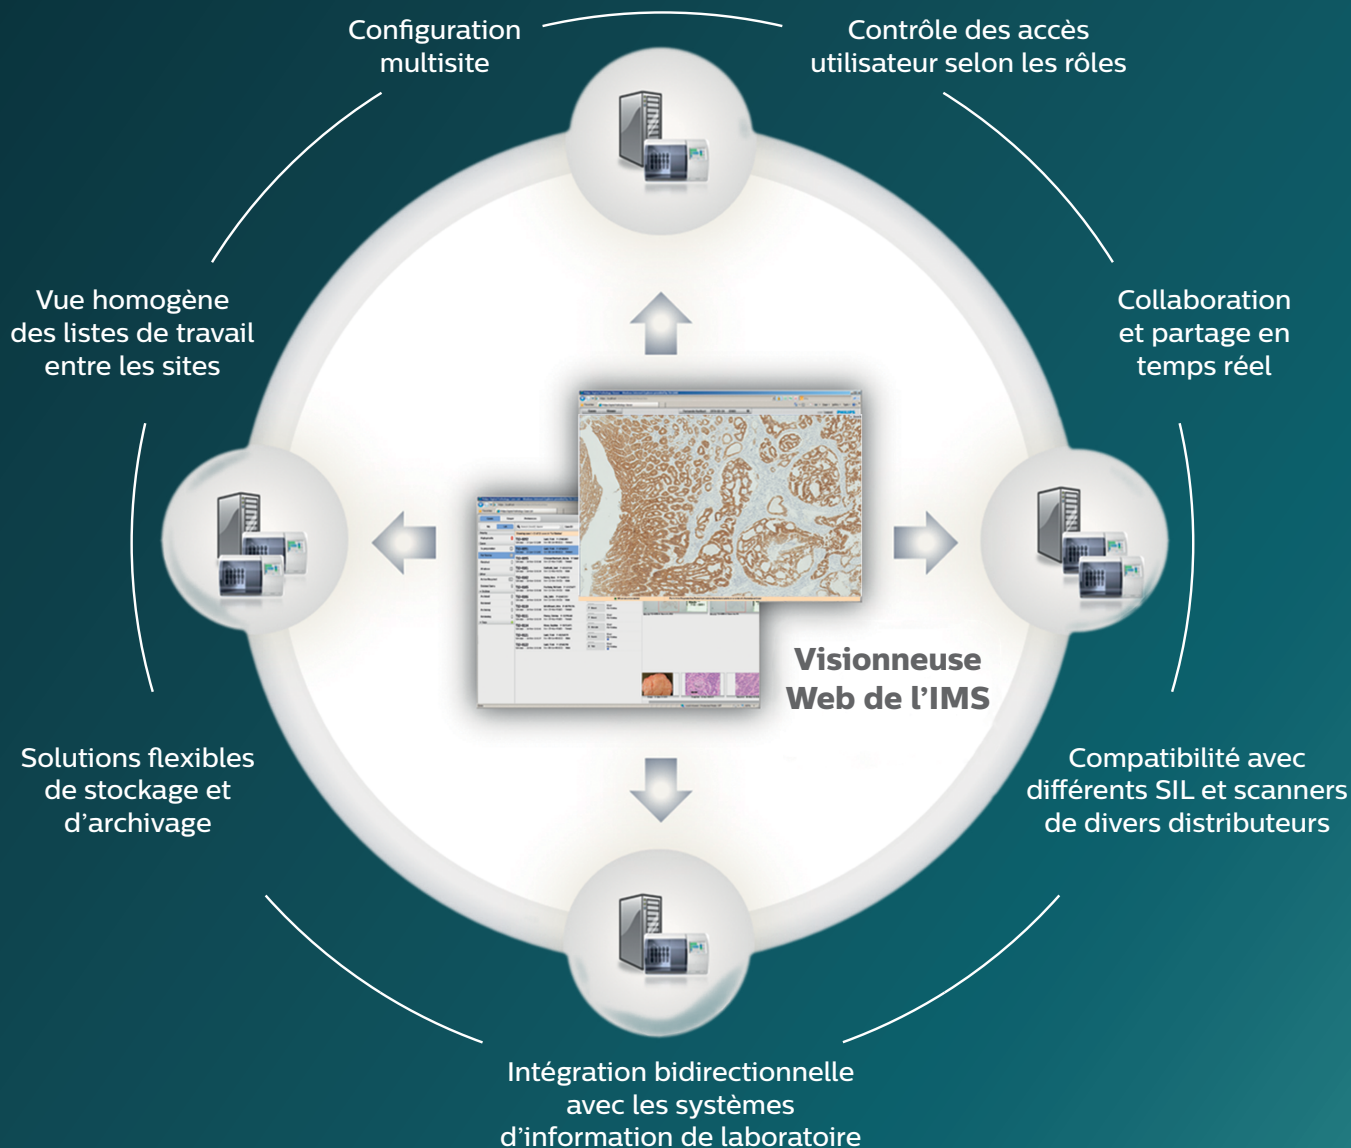 Configuration
multisite
Contrôle des accès
utilisateur selon les rôles
Vue homogène
des listes de travail
entre les sites
Collaboration
et partage en
temps réel
Visionneuse
Web de l’IMS
Solutions flexibles
de stockage et
d’archivage
Compatibilité avec
différents SIL et scanners
de divers distributeurs
Intégration bidirectionnelle
avec les systèmes
d’information de laboratoire